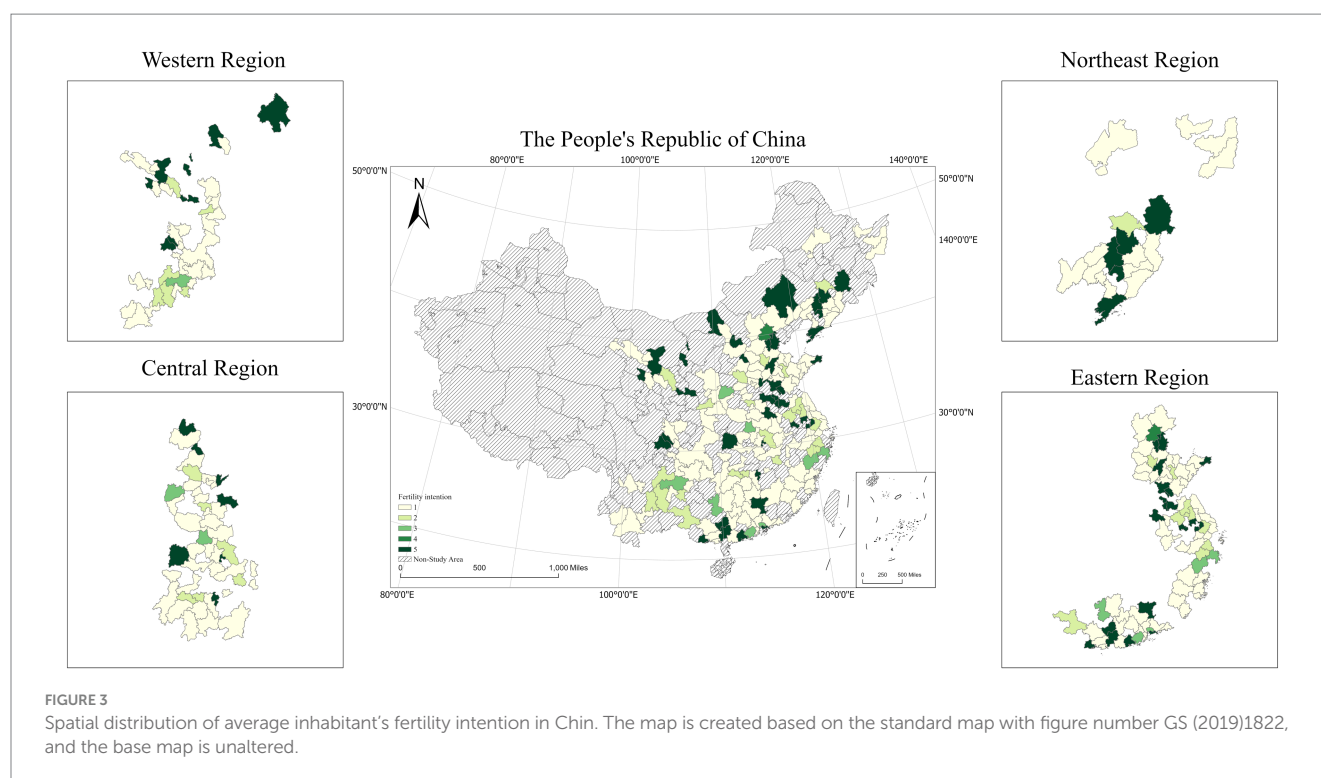 Western Region
Northeast Region
The People's Republic of China
80°0'0"E
100°0'0"E
120°0'0"E
140°0'0"E
50°0'0"N
50°0'0"N
N
140°0'0"E
Central Region
Eastern Region
30°0'0"N
30°0'0"N
Fertility intention
1
2
3
4
5
Non-Study Area
0 500 1,000 Miles
0 250 500 Miles
80°0'0"E
100°0'0"E
120°0'0"E
FIGURE 3
Spatial distribution of average inhabitant's fertility intention in Chin. The map is created based on the standard map with figure number GS (2019)1822,
and the base map is unaltered.